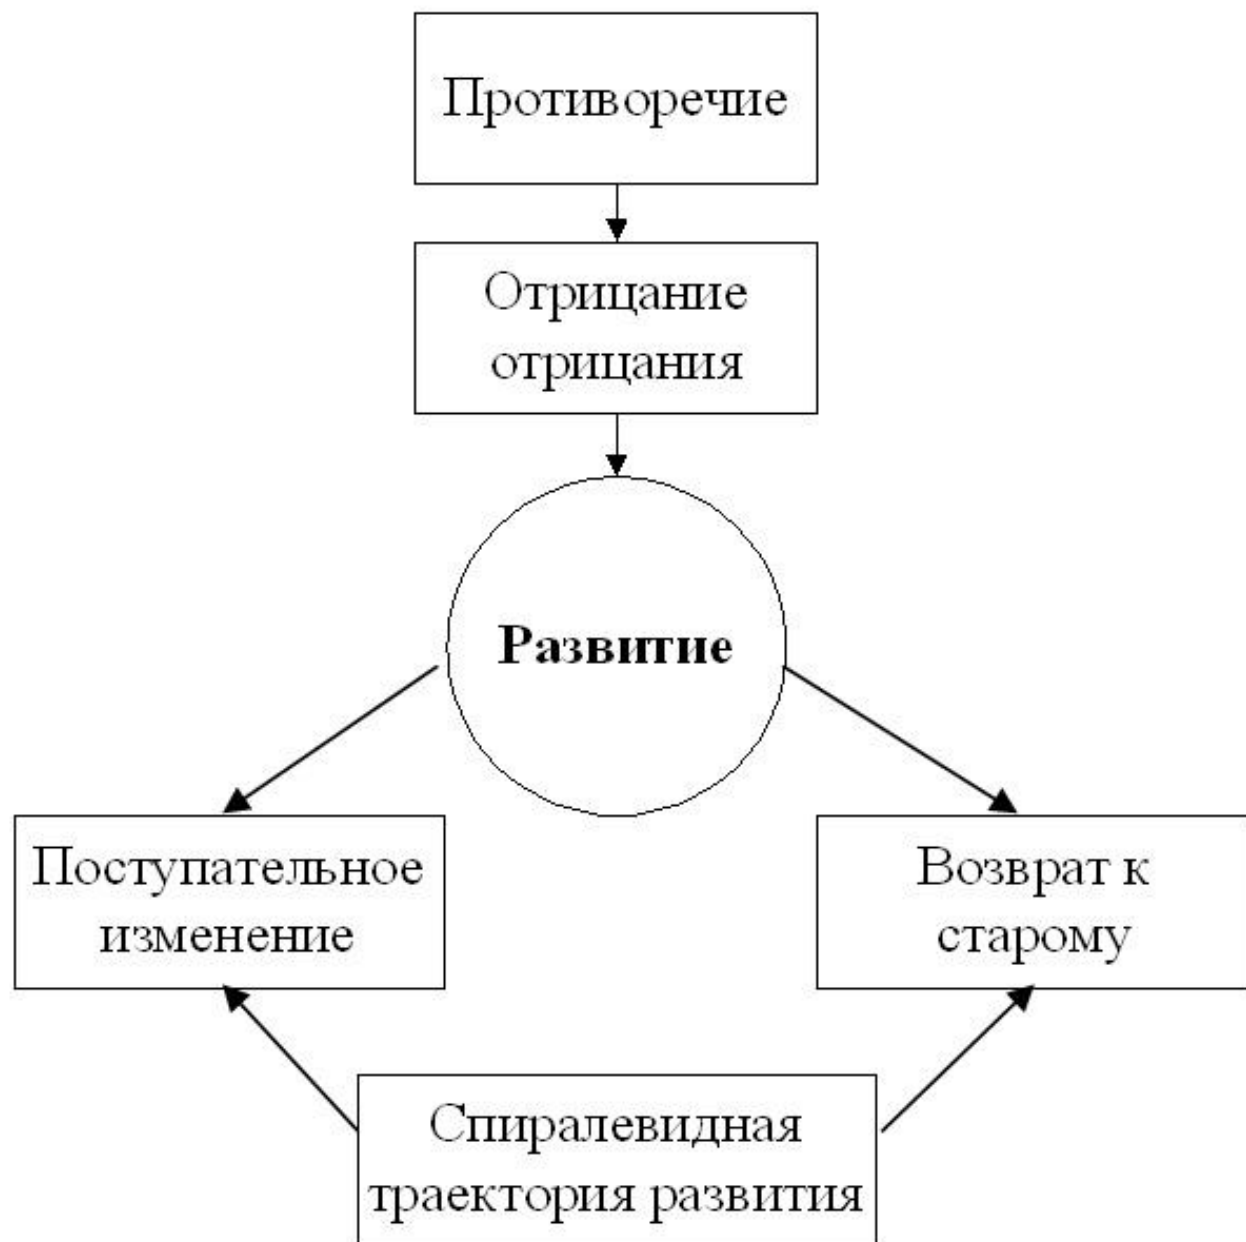 Противоречие
Отрицание
отрицания
Развитие
Поступательное
изменение
Возврат к
старому
Спиралевидная
траектория развития